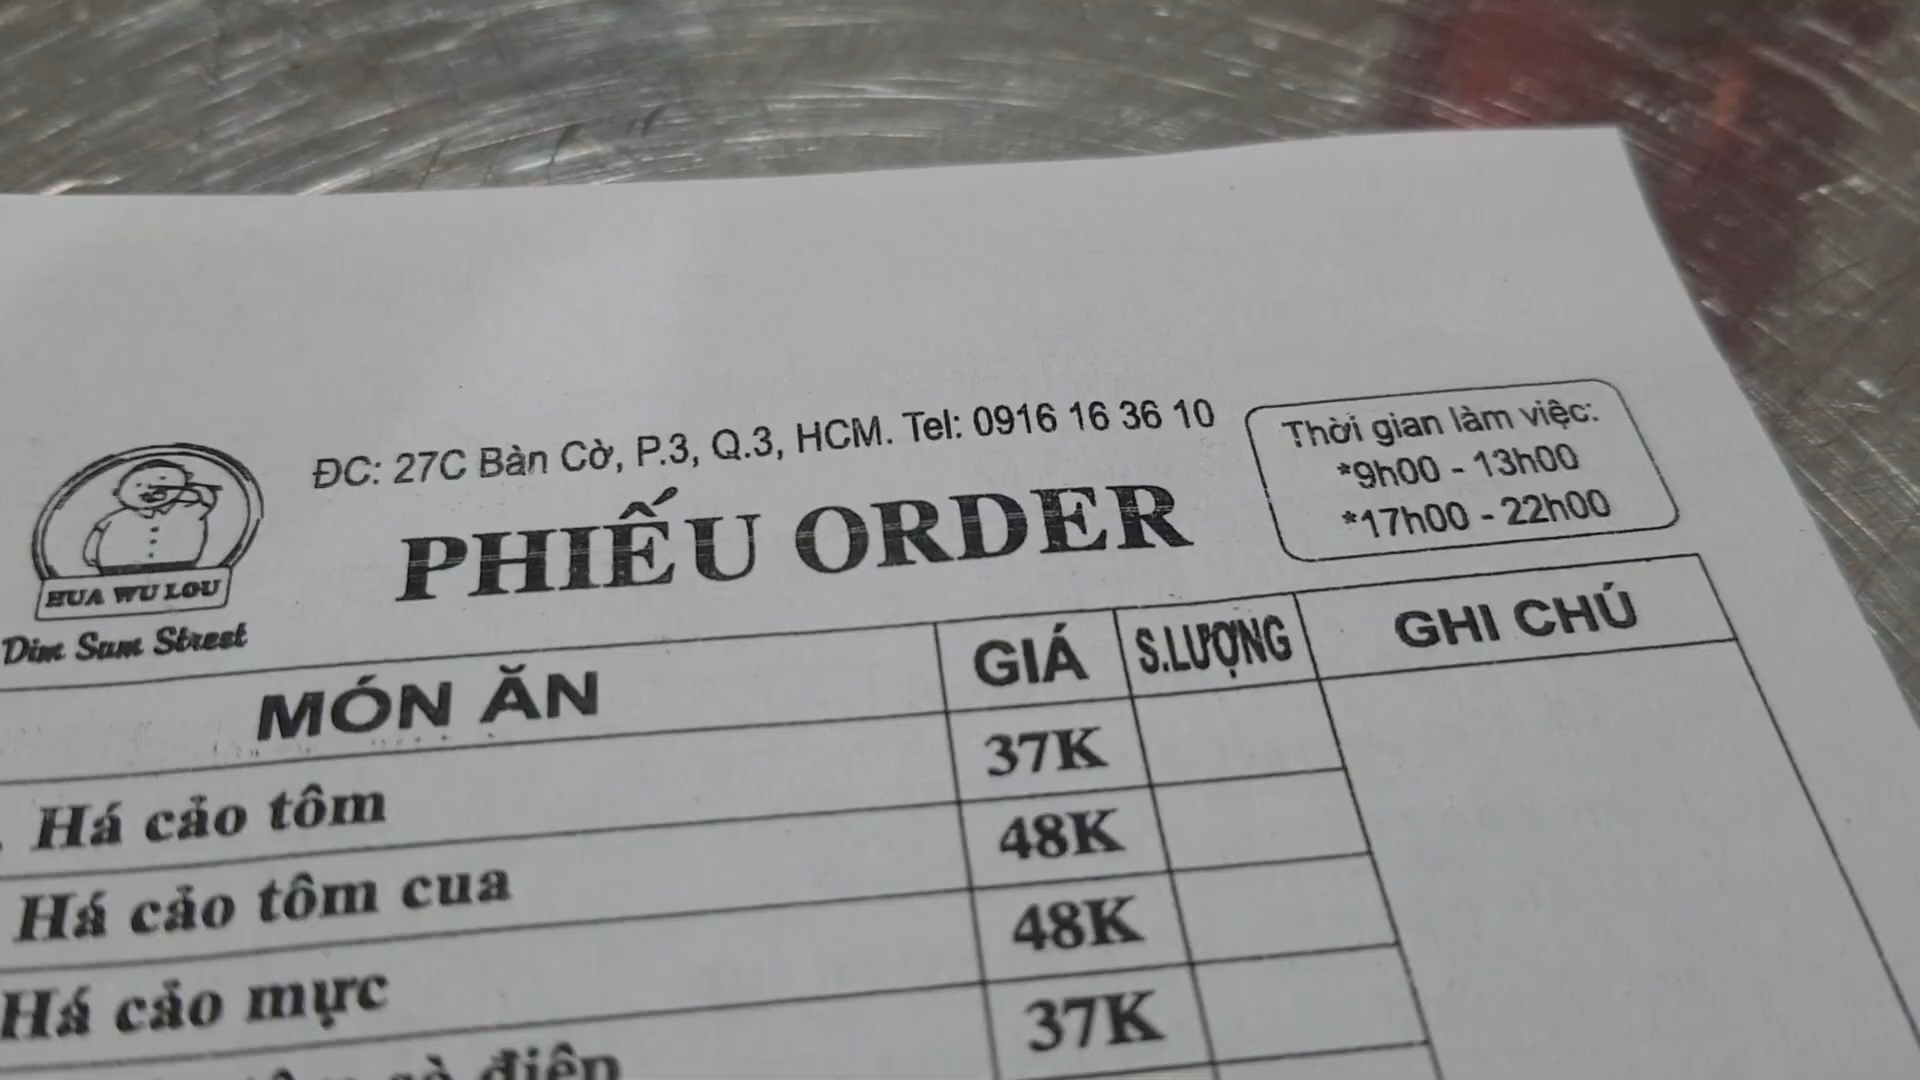 ĐC: 27C Bàn Cờ, P.3, Q.3, HCM. Tel: 0916 16 36 10
Thời gian làm việc:
*9h00 - 13h00
*17h00 - 22h00
PHIẾU ORDER
HUA WU LOU
Dim Sum Street
MÓN ĂN GIÁ S.LƯỢNG GHI CHÚ
Há cảo tôm 37K
Há cảo tôm cua 48K
Há cảo mực 48K
sò điệp 37K